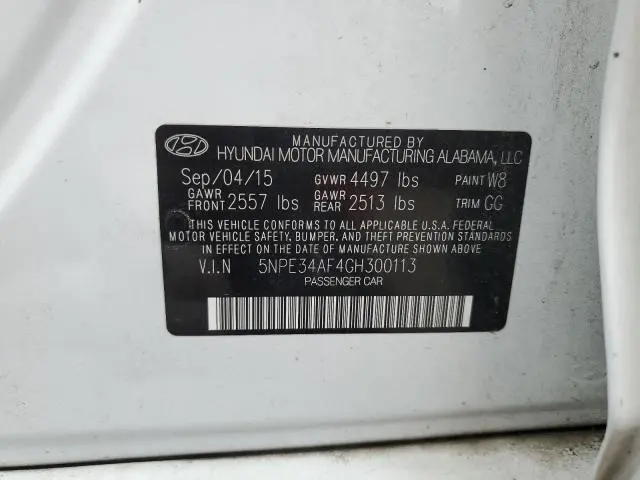 MANUFACTURED BY
HYUNDAI MOTOR MANUFACTURING ALABAMA, LLC
Sep/04/15 GVWR 4497 lbs PAINT W8
GAWR FRONT 2557 lbs GAWR REAR 2513 lbs TRIM GG
THIS VEHICLE CONFORMS TO ALL APPLICABLE U.S.A. FEDERAL
MOTOR VEHICLE SAFETY, BUMPER, AND THEFT PREVENTION STANDARDS
IN EFFECT ON THE DATE OF MANUFACTURE SHOWN ABOVE.
V.I.N 5NPE34AF4GH300113
PASSENGER CAR